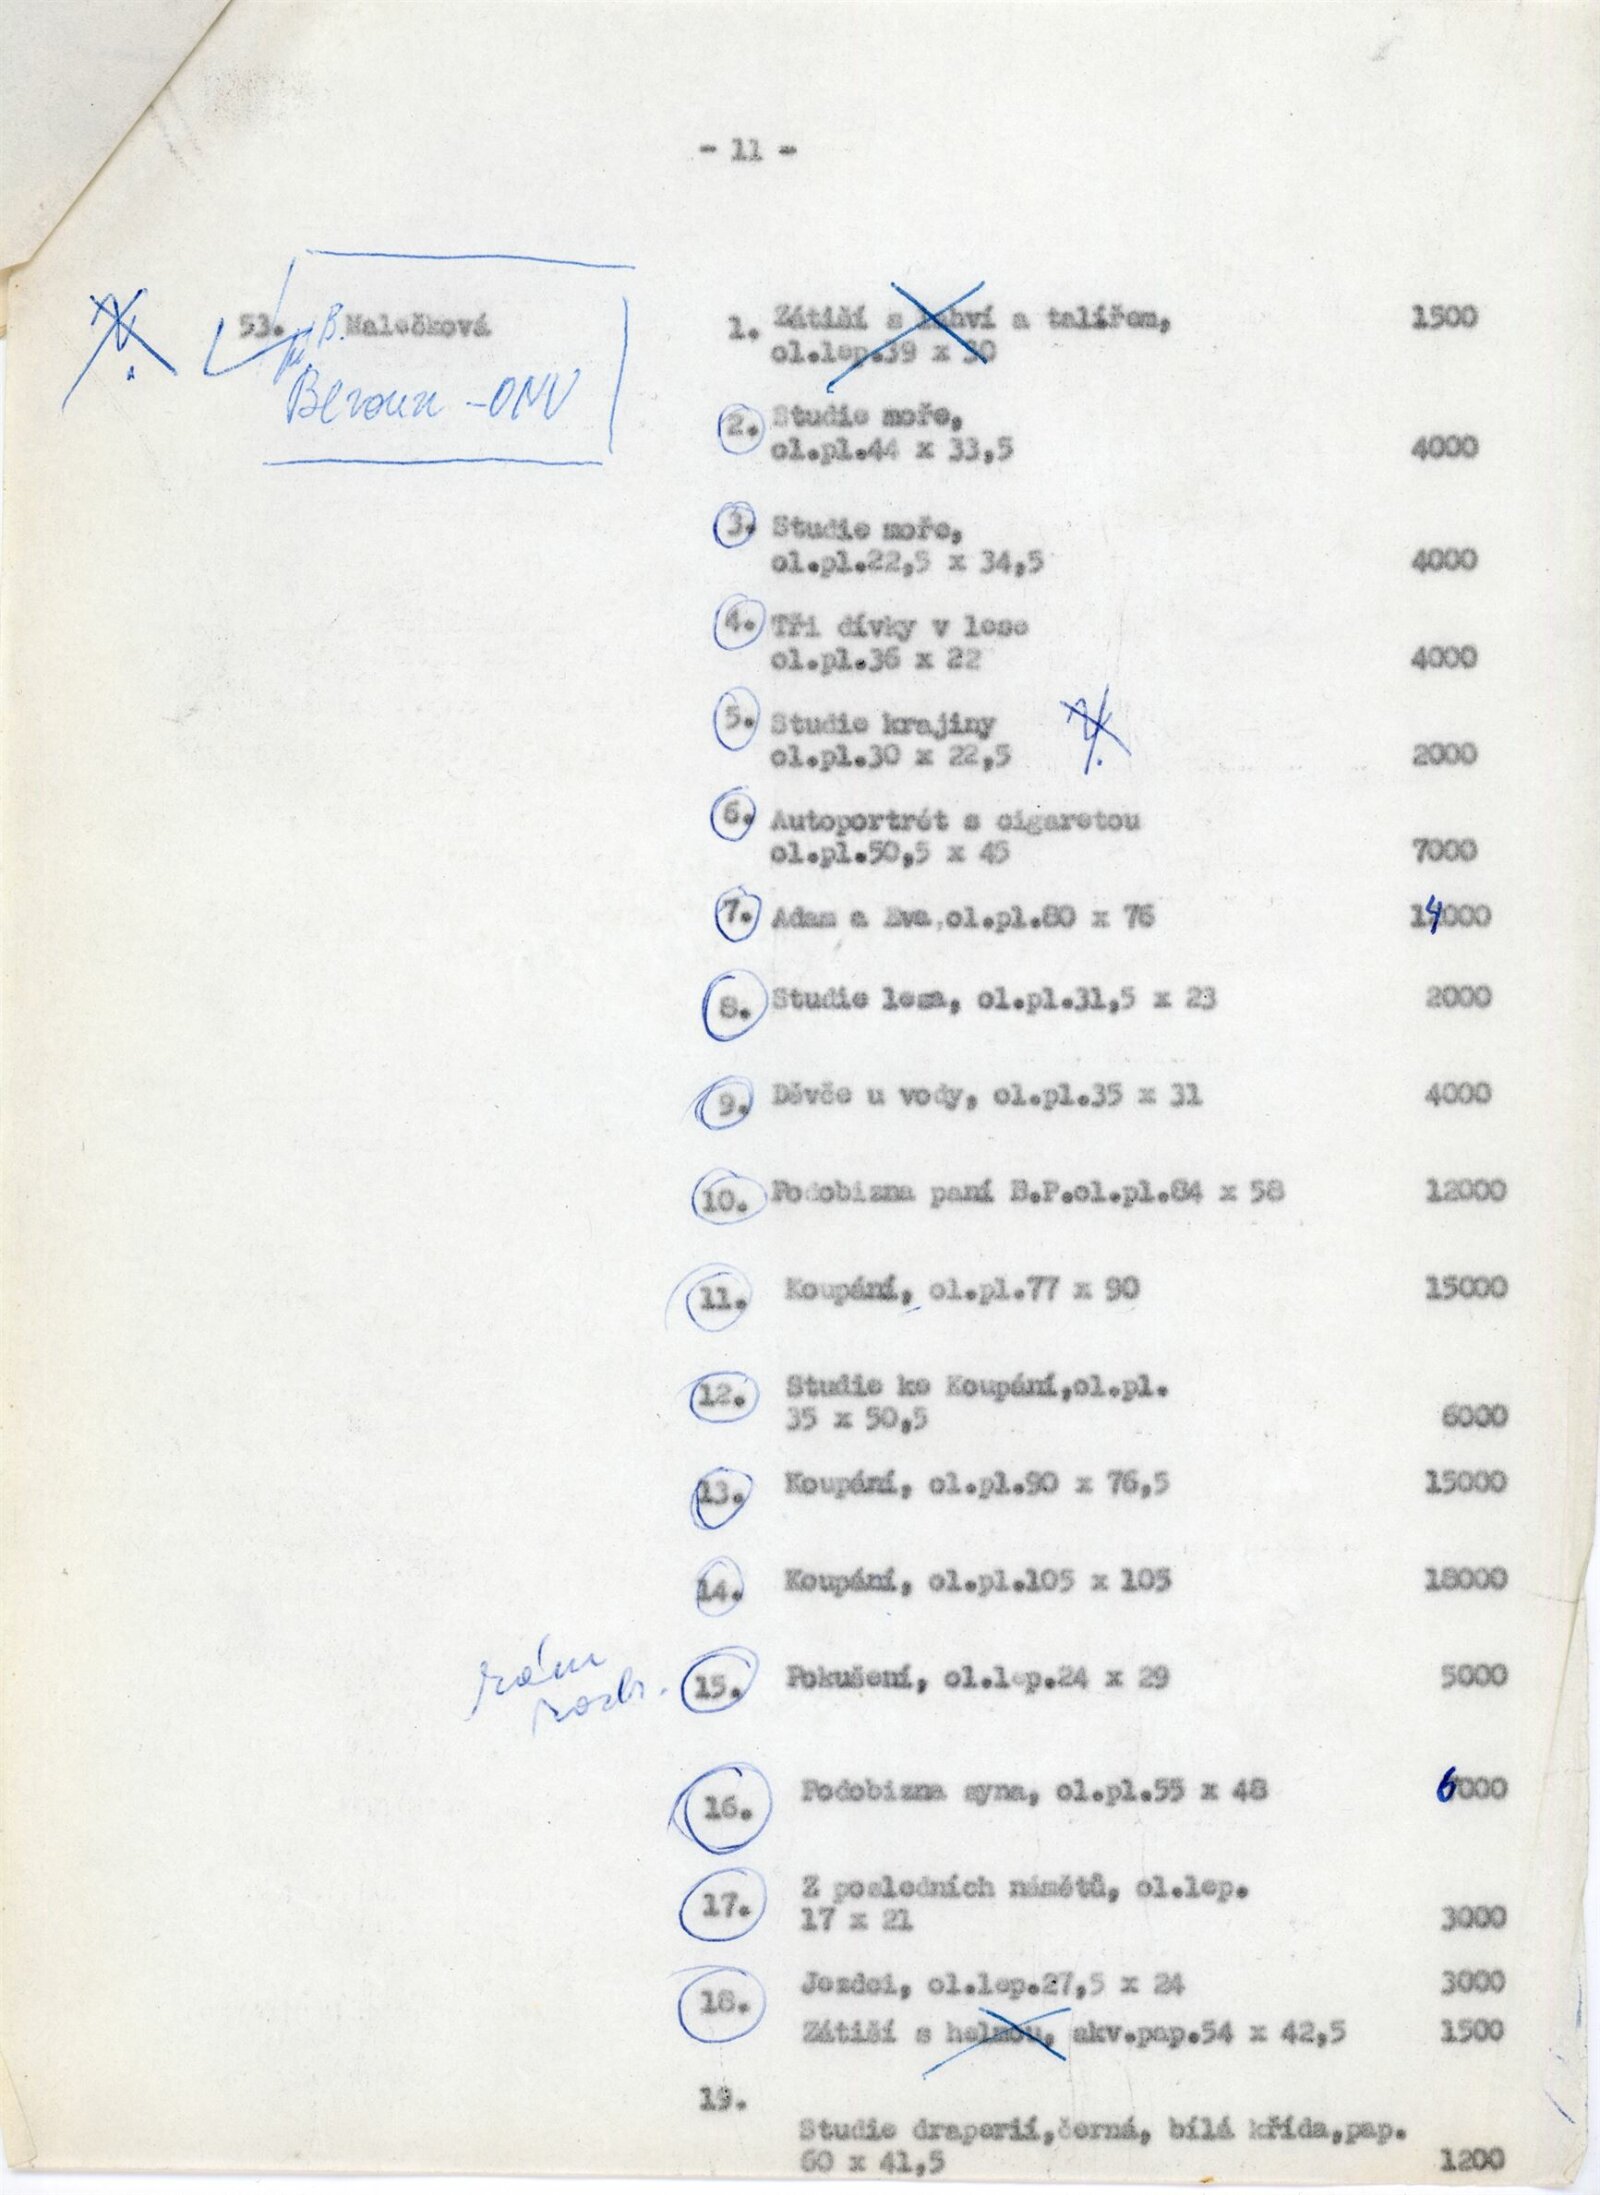 - 11 -
53. B. Malečková
Beroun - ONV
1. Zátiší s lahví a talířem, 1500
ol.lep.39 x 30
2. Studie moře,
ol.pl.44 x 33,5 4000
3. Studie moře,
ol.pl.22,5 x 34,5 4000
4. Tři dívky v lese
ol.pl.36 x 22 4000
5. Studie krajiny
ol.pl.30 x 22,5 2000
6. Autoportrét s cigaretou
ol.pl.50,5 x 45 7000
7. Adam a Eva,ol.pl.80 x 76 14000
8. Studie lesa, ol.pl.31,5 x 23 2000
9. Děvče u vody, ol.pl.35 x 31 4000
10. Podobizna paní B.P.ol.pl.84 x 58 12000
11. Koupání, ol.pl.77 x 90 15000
12. Studie ke Koupání,ol.pl.
35 x 50,5 6000
13. Koupání, ol.pl.90 x 76,5 15000
14. Koupání, ol.pl.105 x 105 18000
rám
rozb.
15. Pokušení, ol.lep.24 x 29 5000
16. Podobizna syna, ol.pl.55 x 48 6000
17. Z posledních námětů, ol.lep.
17 x 21 3000
18. Jezdci, ol.lep.27,5 x 24 3000
Zátiší s helmou, akv.pap.54 x 42,5 1500
19.
Studie draperií,černá, bílá křída,pap.
60 x 41,5 1200